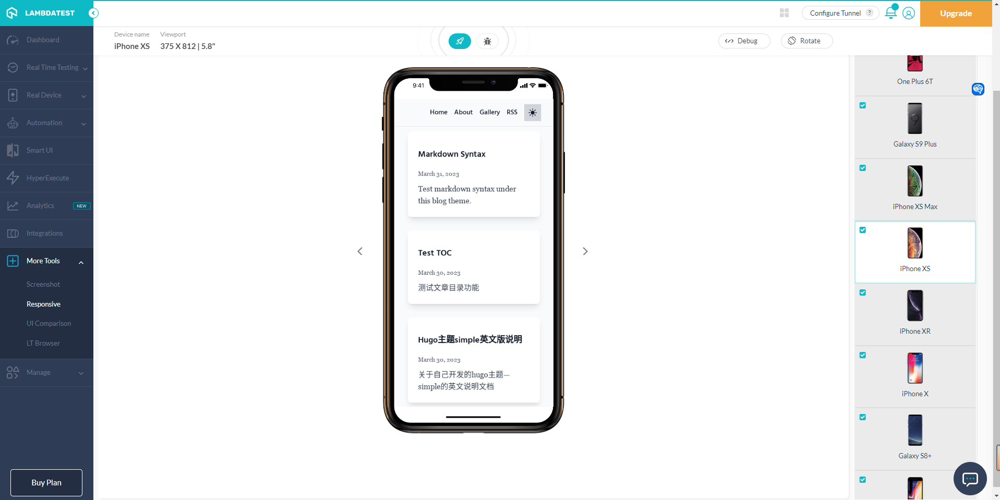 LAMBDATEST
Configure Tunnel ?
Upgrade
Dashboard
Real Time Testing
Real Device
Automation
Smart UI
HyperExecute
Analytics NEW
Integrations
More Tools
Screenshot
Responsive
UI Comparison
LT Browser
Manage
Buy Plan
Device name Viewport
iPhone XS 375 X 812 | 5.8"
Debug
Rotate
9:41
Home About Gallery RSS
Markdown Syntax
March 31, 2023
Test markdown syntax under
this blog theme.
Test TOC
March 30, 2023
测试文章目录功能
Hugo主题simple英文版说明
March 30, 2023
关于自己开发的hugo主题—
simple的英文说明文档
One Plus 6T
Galaxy S9 Plus
iPhone XS Max
iPhone XS
iPhone XR
iPhone X
Galaxy S8+